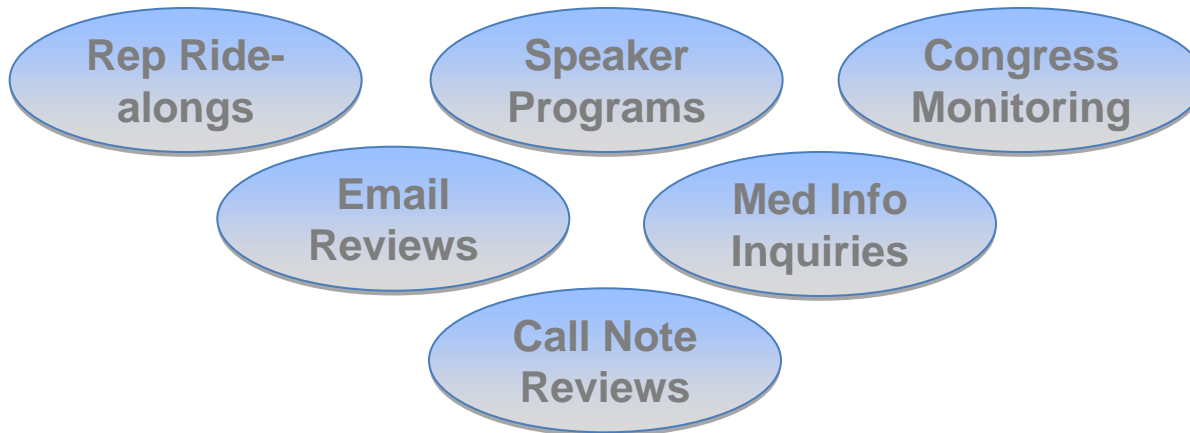 Rep Ride-
alongs
Speaker
Programs
Congress
Monitoring
Email
Reviews
Med Info
Inquiries
Call Note
Reviews